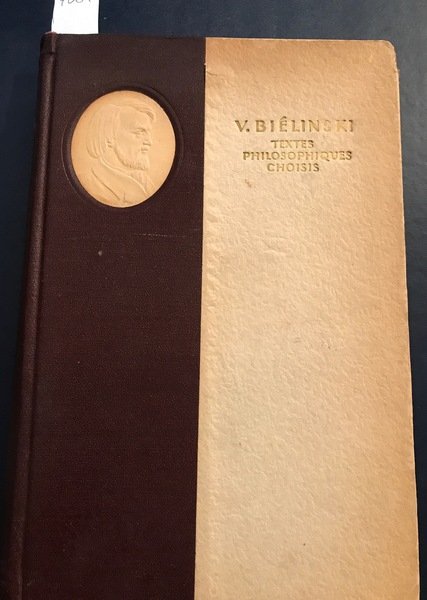 V. BIÉLINSKI
TEXTES
PHILOSOPHIQUES
CHOISIS